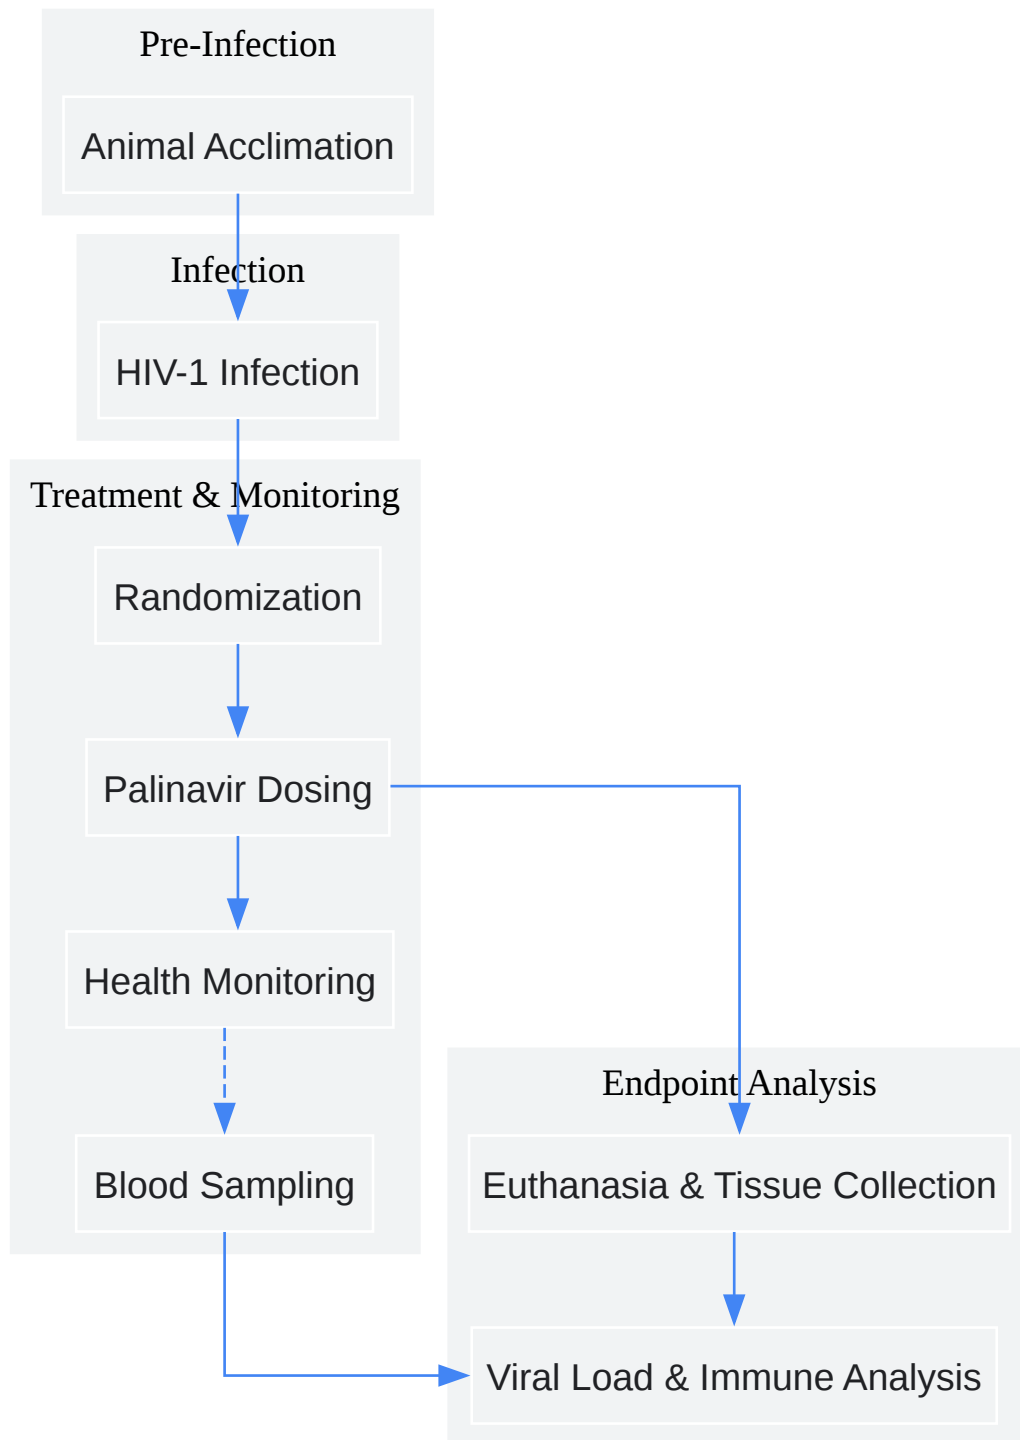 Pre-Infection
Animal Acclimation
Infection
HIV-1 Infection
Treatment & Monitoring
Randomization
Palinavir Dosing
Health Monitoring
Blood Sampling
Endpoint Analysis
Euthanasia & Tissue Collection
Viral Load & Immune Analysis